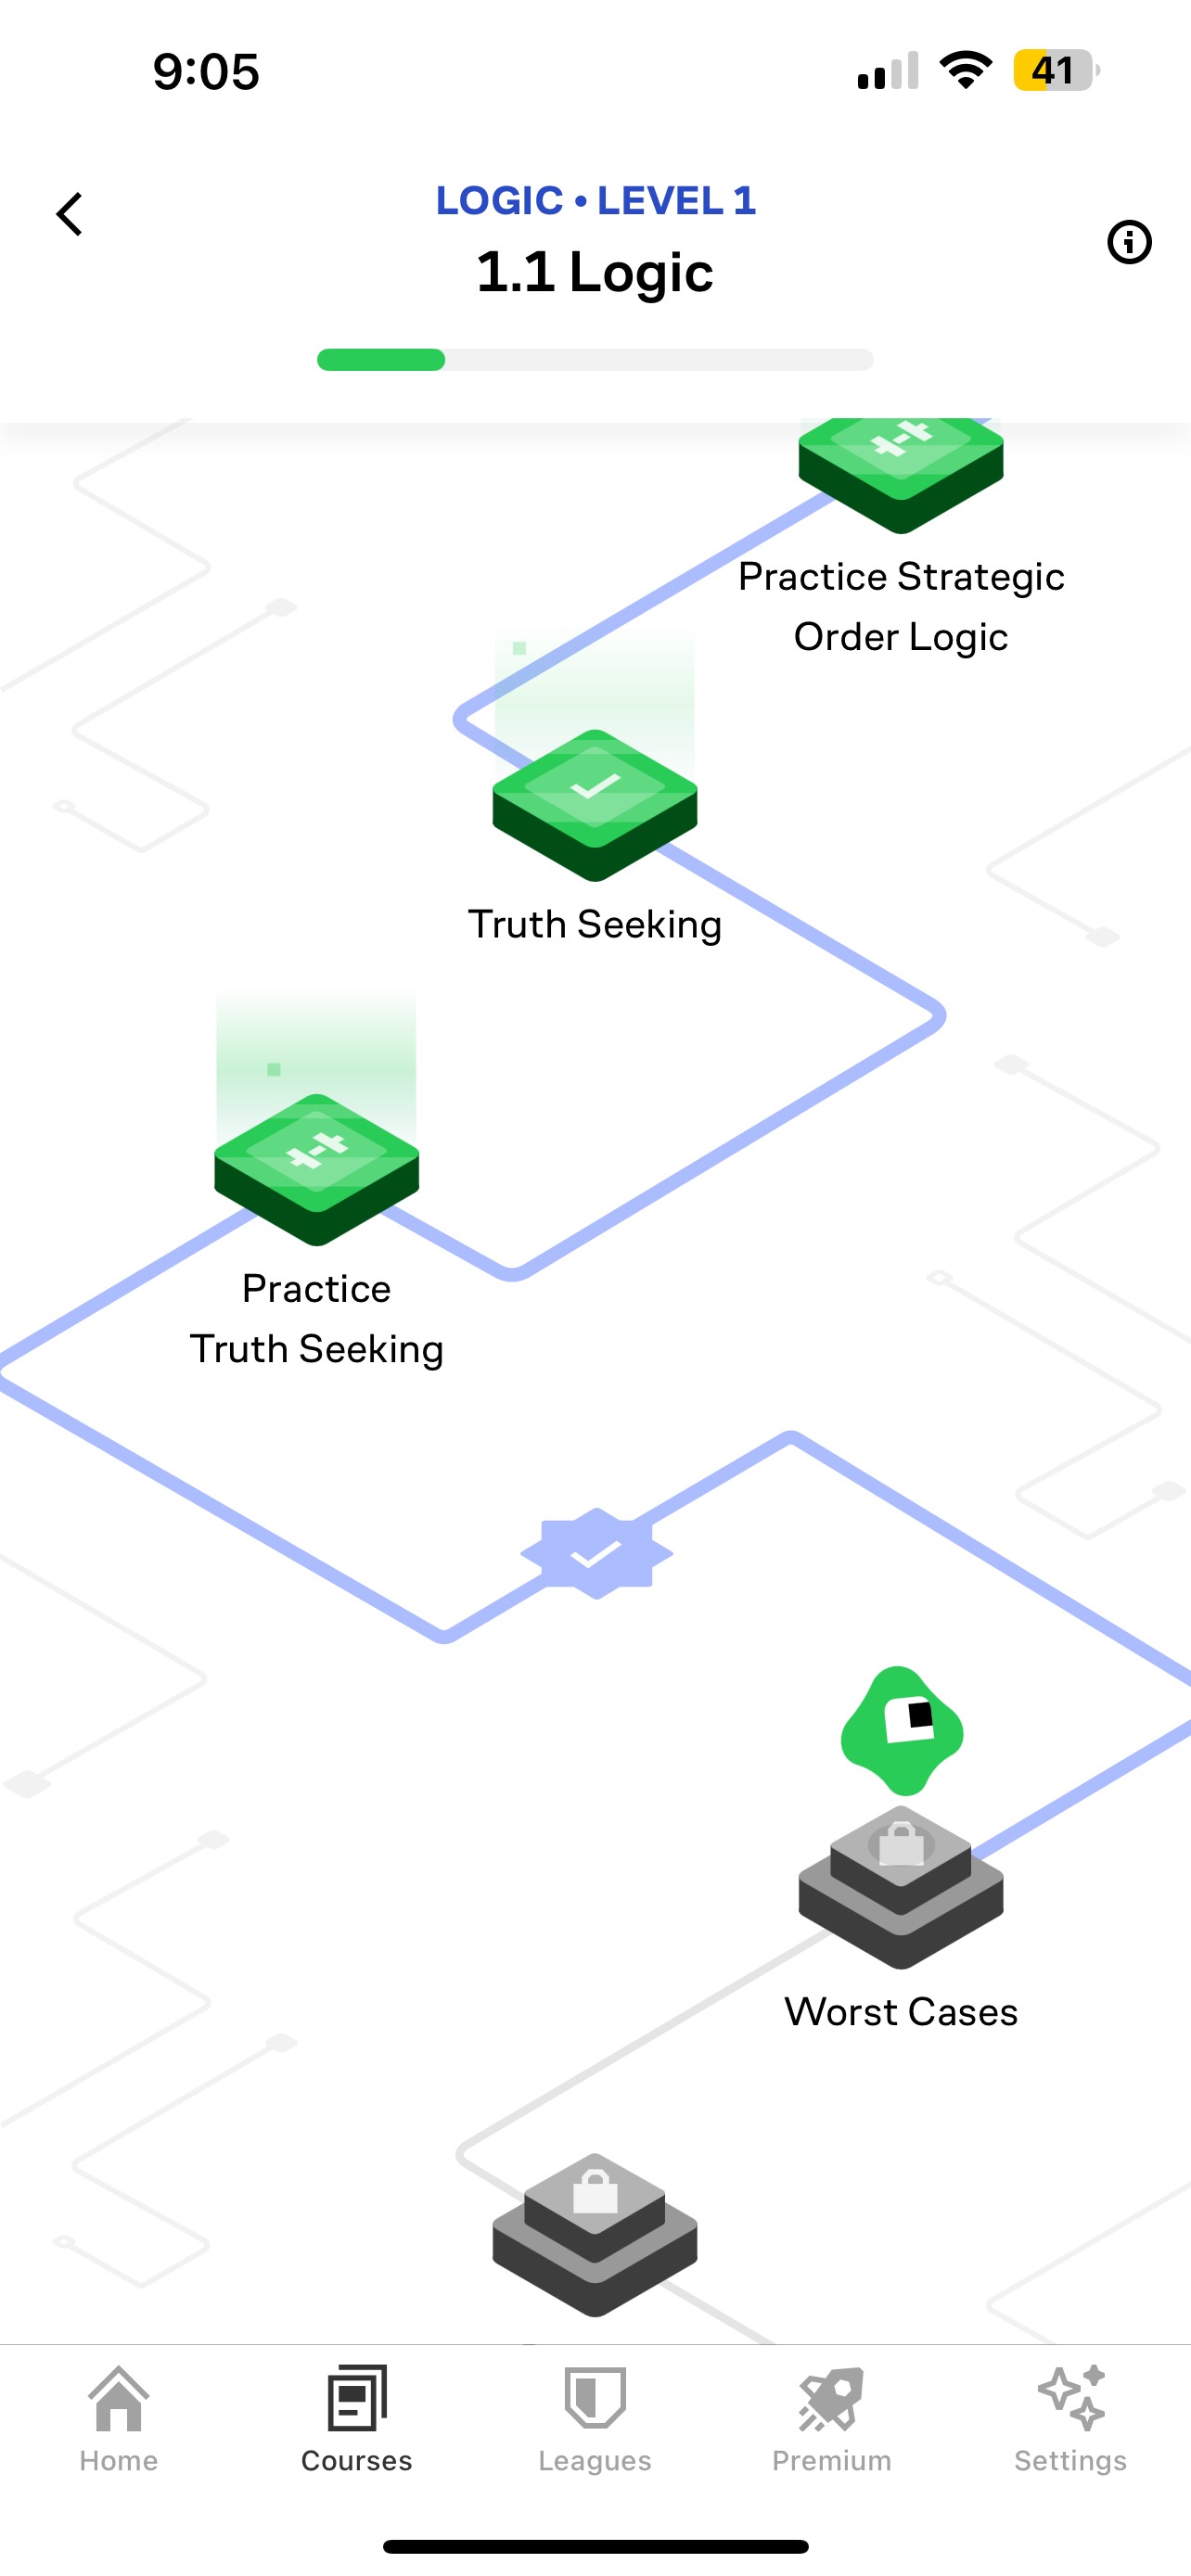 9:05
41
LOGIC • LEVEL 1
1.1 Logic
Practice Strategic
Order Logic
Truth Seeking
Practice
Truth Seeking
Worst Cases
Home
Courses
Leagues
Premium
Settings